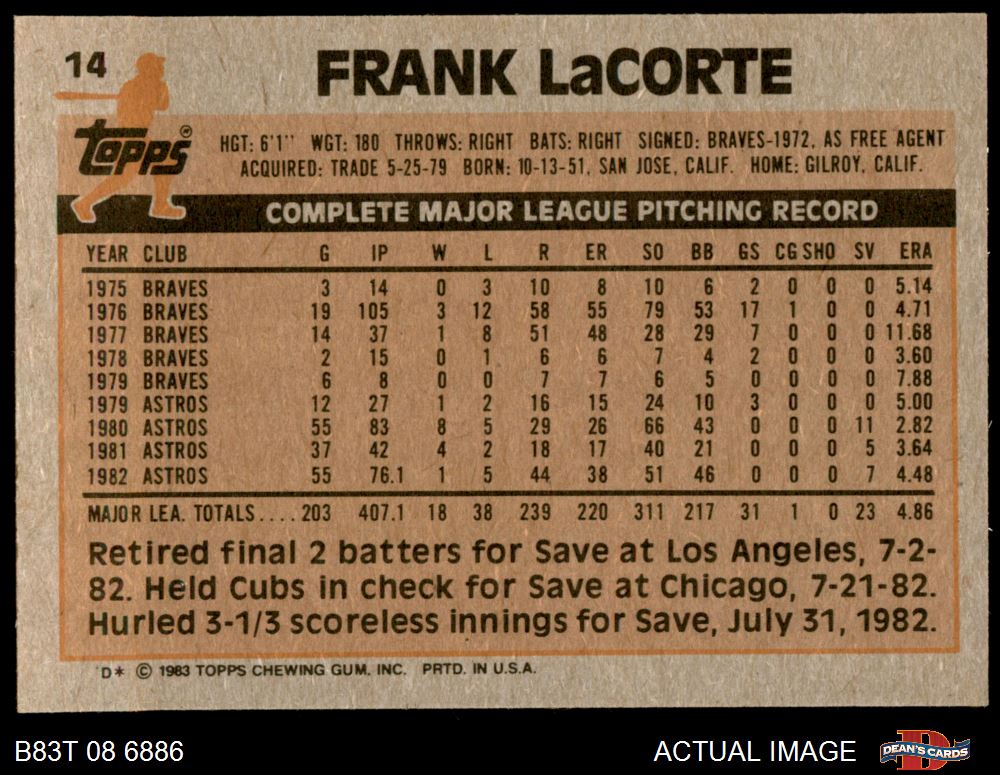 14 FRANK LaCORTE
Topps®
HGT: 6'1" WGT: 180 THROWS: RIGHT BATS: RIGHT SIGNED: BRAVES-1972, AS FREE AGENT
ACQUIRED: TRADE 5-25-79 BORN: 10-13-51, SAN JOSE, CALIF. HOME: GILROY, CALIF.
COMPLETE MAJOR LEAGUE PITCHING RECORD
YEAR CLUB G IP W L R ER SO BB GS CG SHO SV ERA
1975 BRAVES 3 14 0 3 10 8 10 6 2 0 0 0 5.14
1976 BRAVES 19 105 3 12 58 55 79 53 17 1 0 0 4.71
1977 BRAVES 14 37 1 8 51 48 28 29 7 0 0 0 11.68
1978 BRAVES 2 15 0 1 6 6 7 4 2 0 0 0 3.60
1979 BRAVES 6 8 0 0 7 7 6 5 0 0 0 0 7.88
1979 ASTROS 12 27 1 2 16 15 24 10 3 0 0 0 5.00
1980 ASTROS 55 83 8 5 29 26 66 43 0 0 0 11 2.82
1981 ASTROS 37 42 4 2 18 17 40 21 0 0 0 5 3.64
1982 ASTROS 55 76.1 1 5 44 38 51 46 0 0 0 7 4.48
MAJOR LEA. TOTALS.... 203 407.1 18 38 239 220 311 217 31 1 0 23 4.86
Retired final 2 batters for Save at Los Angeles, 7-2-
82. Held Cubs in check for Save at Chicago, 7-21-82.
Hurled 3-1/3 scoreless innings for Save, July 31, 1982.
D* © 1983 TOPPS CHEWING GUM. INC. PRTD. IN U.S.A.
B83T 08 6886 ACTUAL IMAGE DEAN'S CARDS